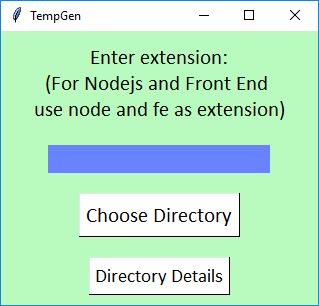 TempGen
Enter extension:
(For Nodejs and Front End
use node and fe as extension)
Choose Directory
Directory Details